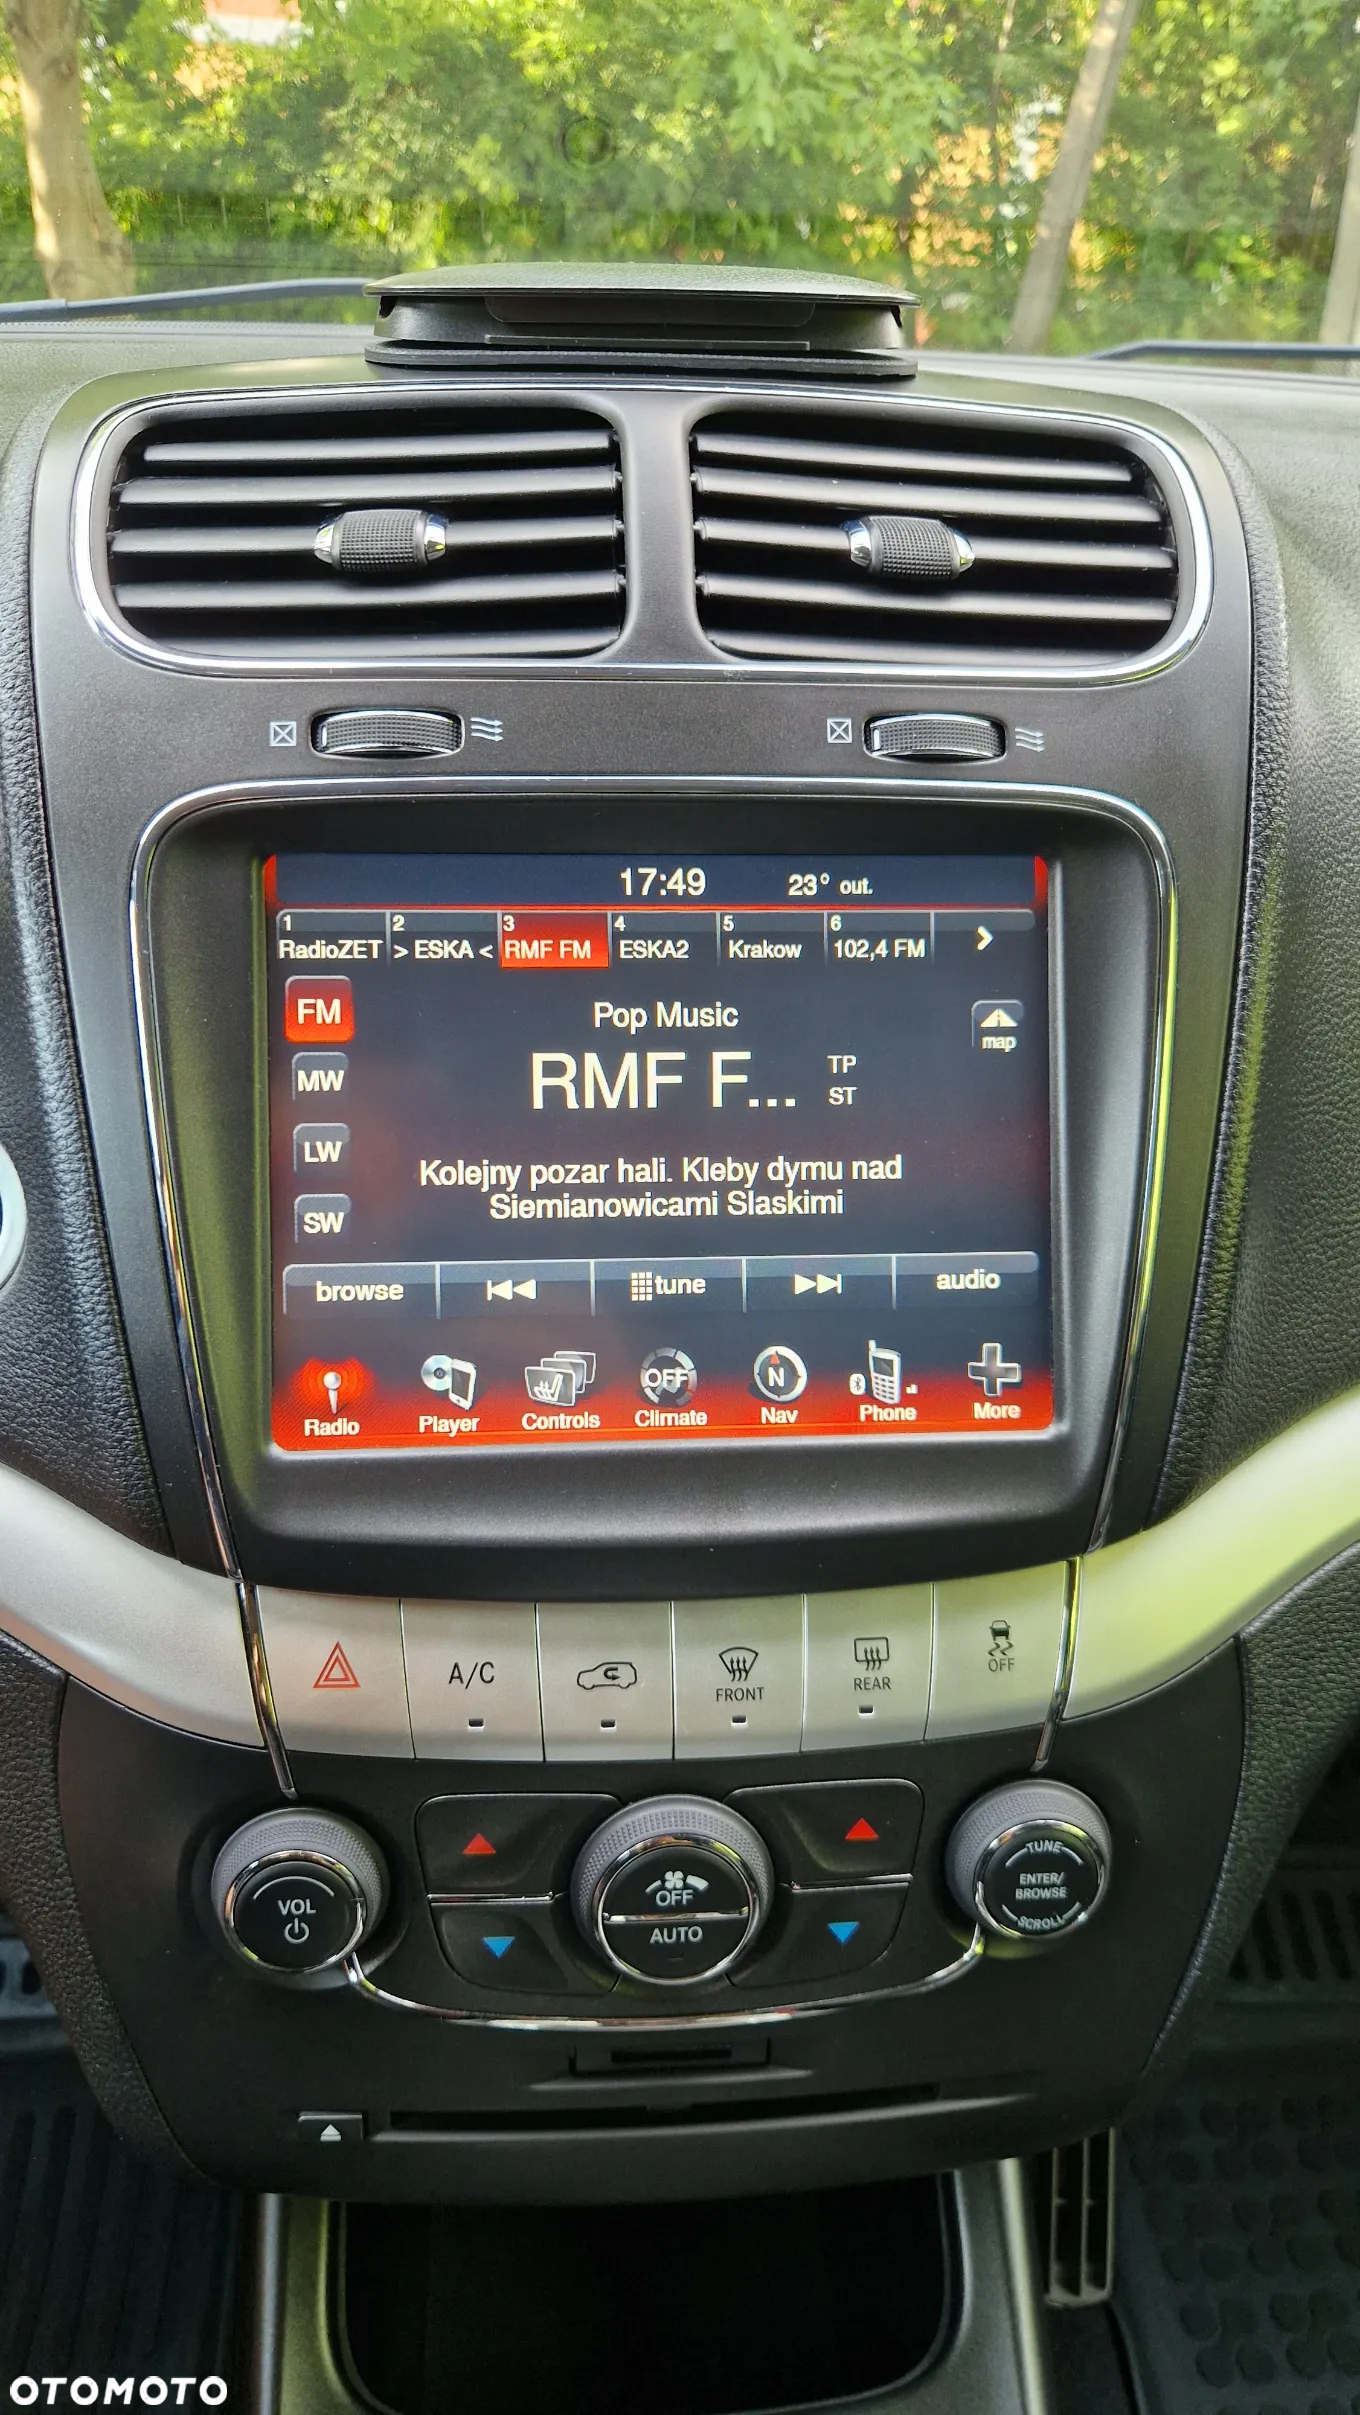 17:49 23° out.
1 2 3 4 5 6
RadioZET > ESKA < RMF FM ESKA2 Krakow 102,4 FM
FM
Pop Music
map
MW
RMF F... TP
ST
LW
Kolejny pozar hali. Kleby dymu nad
Siemianowicami Slaskimi
SW
browse tune audio
OFF N
Radio Player Controls Climate Nav Phone More
A/C FRONT REAR OFF
VOL
OFF
AUTO
TUNE
ENTER/
BROWSE
SCROLL
OTOMOTO